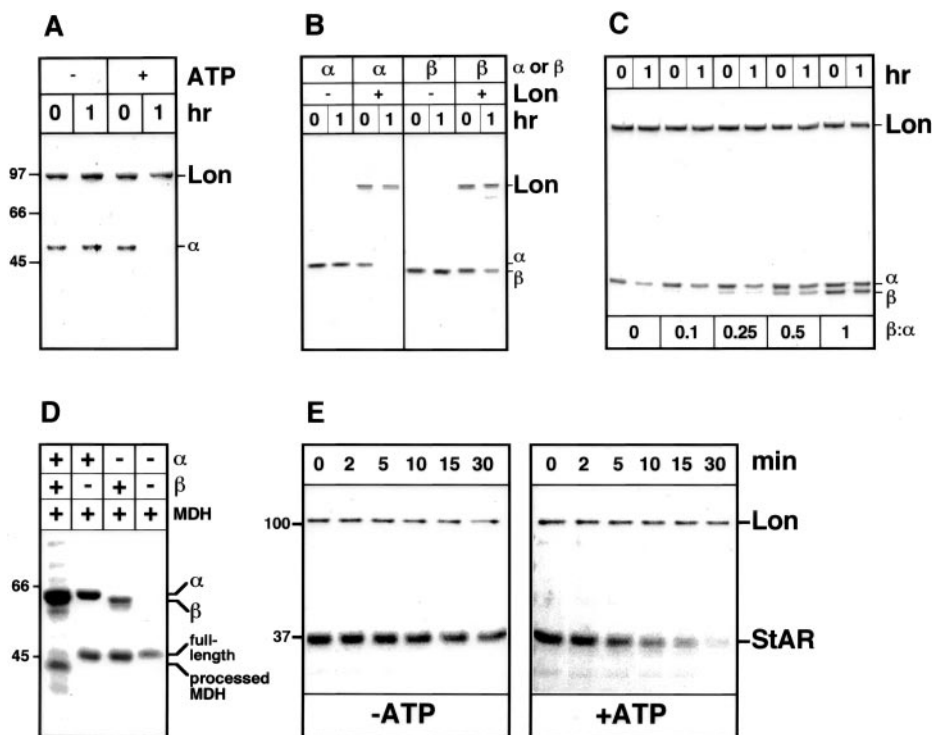 A
- + ATP
0 1 0 1 hr
97 Lon
66
α
45
B
α α β β α or β
- + - + Lon
0 1 0 1 0 1 0 1 hr
Lon
α
β
C
0 1 0 1 0 1 0 1 0 1 hr
Lon
α
β
0 0.1 0.25 0.5 1 β:α
D
+ + - - α
+ - + - β
+ + + + MDH
66
α
β
45
full-
length
processed
MDH
E
0 2 5 10 15 30 0 2 5 10 15 30 min
100 Lon
37 StAR
-ATP +ATP